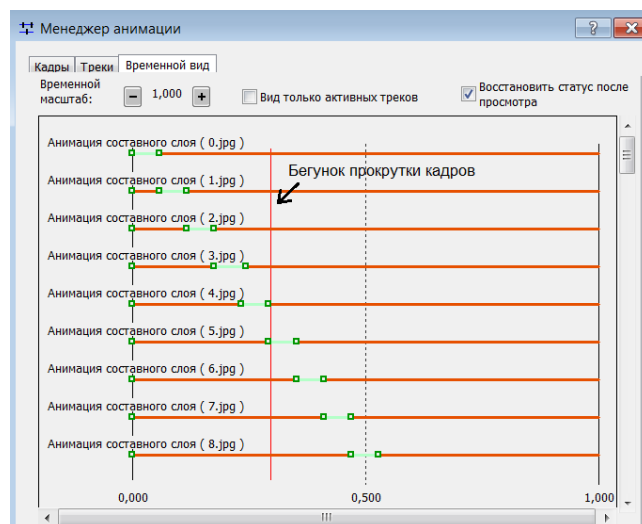 Менеджер анимации
Кадры Треки Временной вид
Временной масштаб: 1,000 Вид только активных треков Восстановить статус после просмотра
Анимация составного слоя ( 0.jpg )
Бегунок прокрутки кадров
Анимация составного слоя ( 1.jpg )
Анимация составного слоя ( 2.jpg )
Анимация составного слоя ( 3.jpg )
Анимация составного слоя ( 4.jpg )
Анимация составного слоя ( 5.jpg )
Анимация составного слоя ( 6.jpg )
Анимация составного слоя ( 7.jpg )
Анимация составного слоя ( 8.jpg )
0,000 0,500 1,000